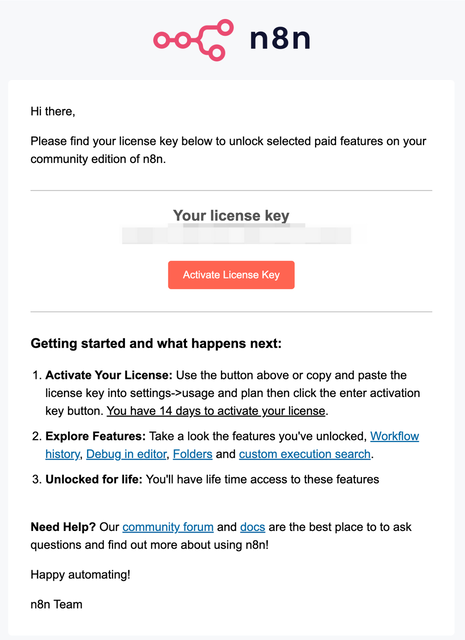 n8n
Hi there,
Please find your license key below to unlock selected paid features on your
community edition of n8n.
Your license key
Activate License Key
Getting started and what happens next:
1. Activate Your License: Use the button above or copy and paste the
license key into settings->usage and plan then click the enter activation
key button. You have 14 days to activate your license.
2. Explore Features: Take a look the features you've unlocked, Workflow
history, Debug in editor, Folders and custom execution search.
3. Unlocked for life: You'll have life time access to these features
Need Help? Our community forum and docs are the best place to to ask
questions and find out more about using n8n!
Happy automating!
n8n Team